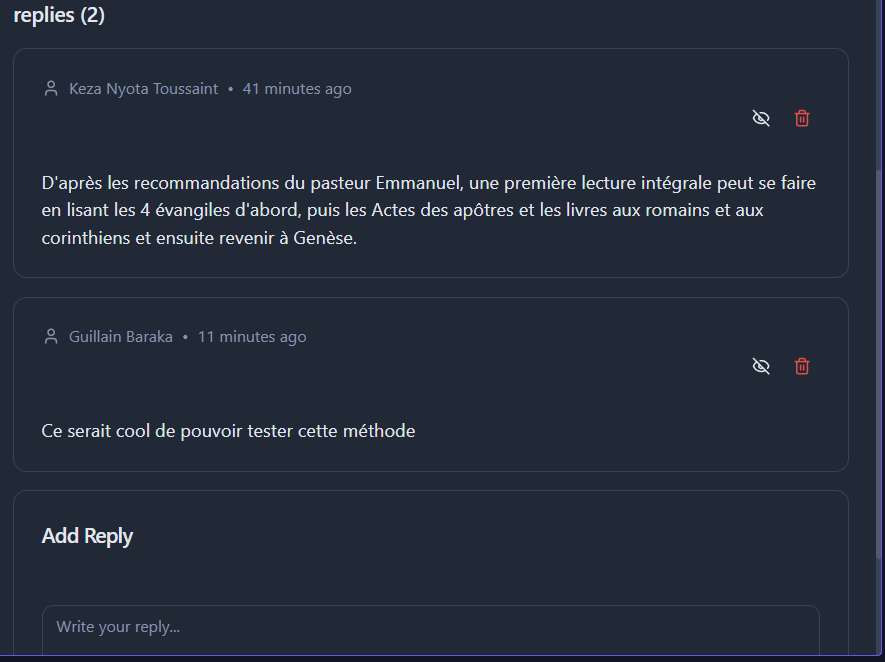 replies (2)
Keza Nyota Toussaint • 41 minutes ago
D'après les recommandations du pasteur Emmanuel, une première lecture intégrale peut se faire
en lisant les 4 évangiles d'abord, puis les Actes des apôtres et les livres aux romains et aux
corinthiens et ensuite revenir à Genèse.
Guillain Baraka • 11 minutes ago
Ce serait cool de pouvoir tester cette méthode
Add Reply
Write your reply...